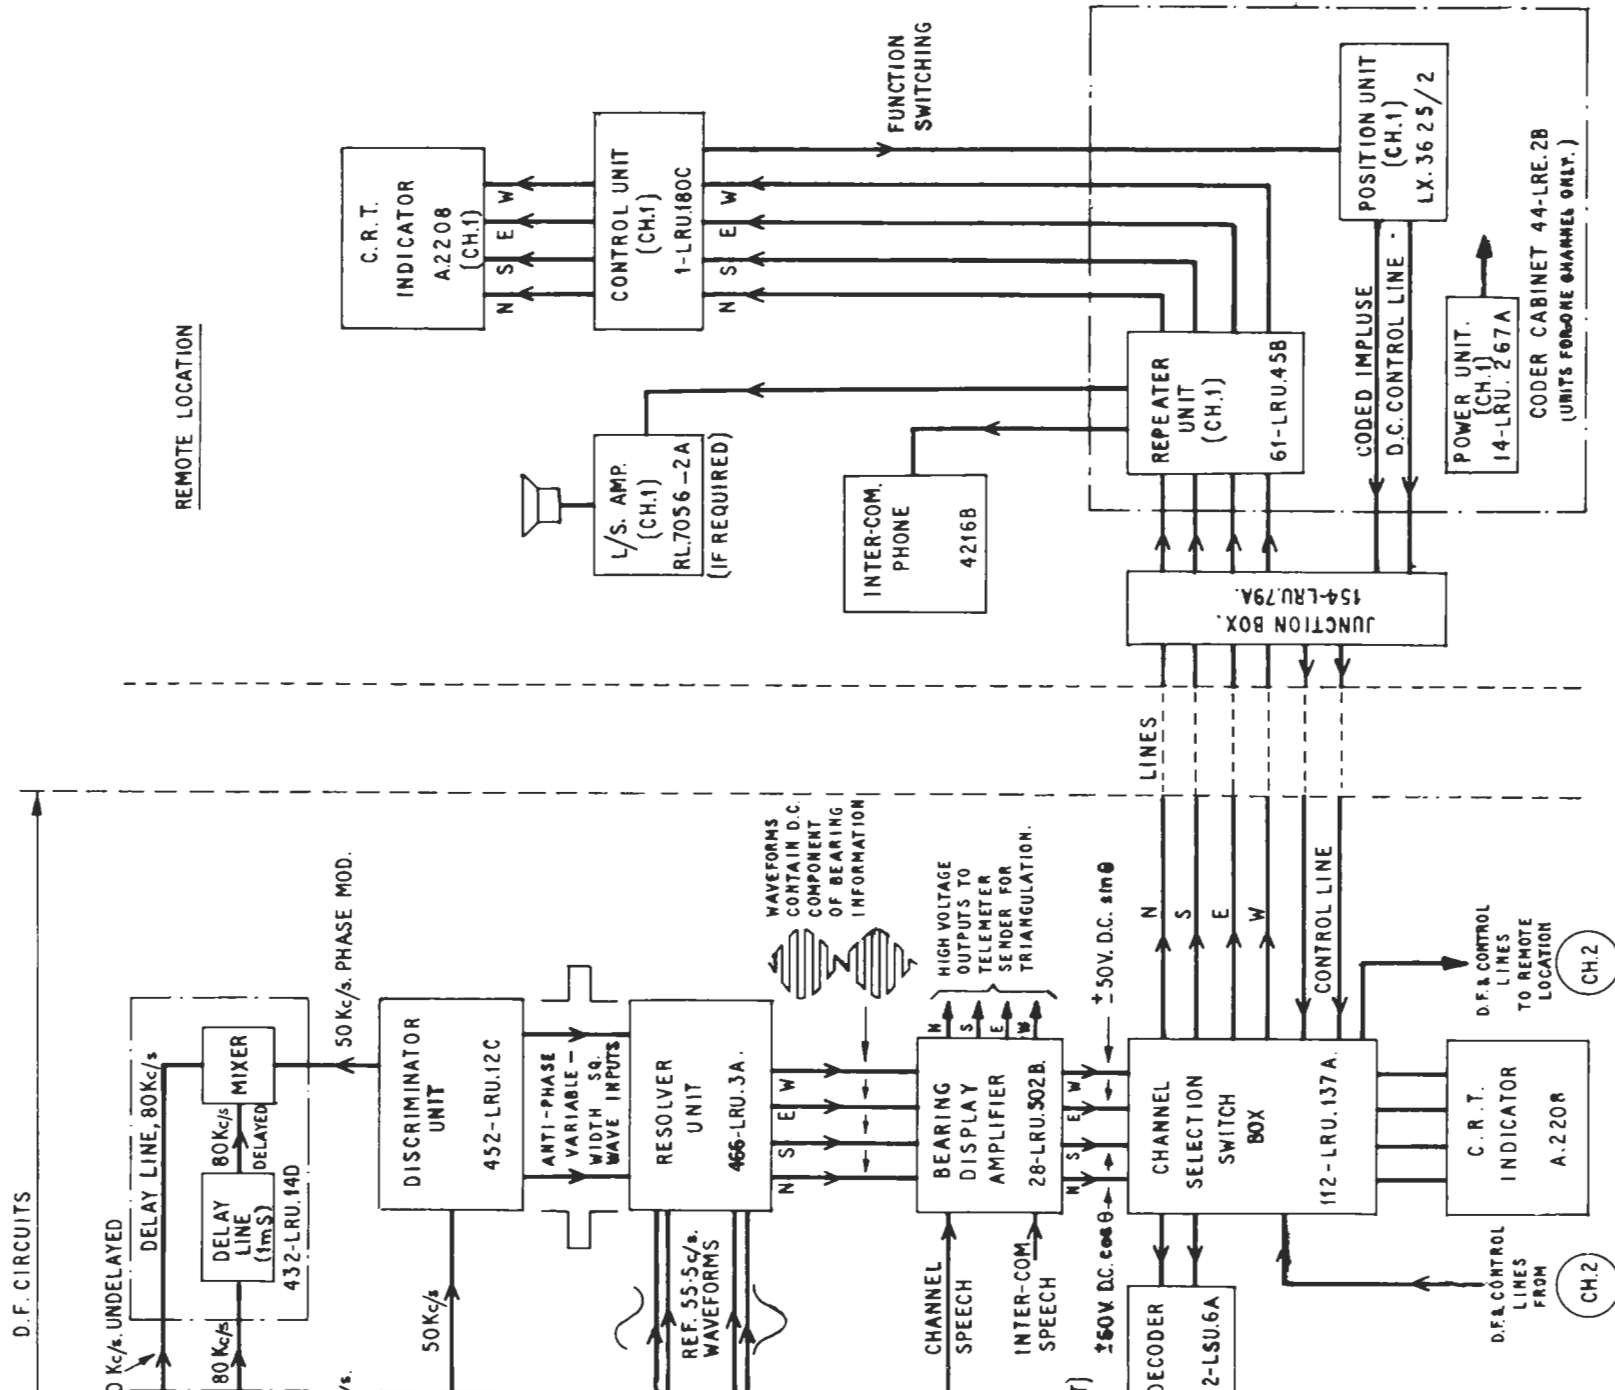 REMOTE LOCATION
C.R.T.
INDICATOR
A.2208
(CH.1)
N S E W
CONTROL UNIT
(CH.1)
1-LRU.180C
N S E W
FUNCTION
SWITCHING
POSITION UNIT
(CH.1)
LX.3625/2
CODED IMPLUSE
D.C. CONTROL LINE
POWER UNIT.
(CH.1)
14-LRU. 267A
CODER CABINET 44-LRE.2B
(UNITS FOR ONE CHANNEL ONLY.)
L/S. AMP.
(CH.1)
RL.7056-2A
(IF REQUIRED)
INTER-COM.
PHONE
4216B
REPEATER
UNIT
(CH.1)
61-LRU.45B
JUNCTION BOX.
154-LRU.79A.
LINES
D.F. CIRCUITS
0 Kc/s. UNDELAYED
80 Kc/s
/s.
DELAY LINE, 80Kc/s
DELAY
LINE
(1mS)
432-LRU.14D
80Kc/s
DELAYED
MIXER
50 Kc/s. PHASE MOD.
DISCRIMINATOR
UNIT
452-LRU.12C
50Kc/s
ANTI-PHASE
VARIABLE-
WIDTH SQ.
WAVE INPUTS
RESOLVER
UNIT
466-LRU.3A.
REF. 55·5c/s.
WAVEFORMS
N S E W
WAVEFORMS
CONTAIN D.C.
COMPONENT
OF BEARING
INFORMATION
BEARING
DISPLAY
AMPLIFIER
28-LRU.502B.
CHANNEL
SPEECH
INTER-COM.
SPEECH
N S E W
HIGH VOLTAGE
OUTPUTS TO
TELEMETER
SENDER FOR
TRIANGULATION.
N S E W
±50V. D.C. cos θ
±50V. D.C. sin θ
CHANNEL
SELECTION
SWITCH
BOX
112-LRU.137A.
N
S
E
W
CONTROL LINE
T)
DECODER
2-LSU.6A
C.R.T.
INDICATOR
A.2208
D.F.& CONTROL
LINES
TO REMOTE
LOCATION
CH.2
D.F.& CONTROL
LINES
FROM
CH.2